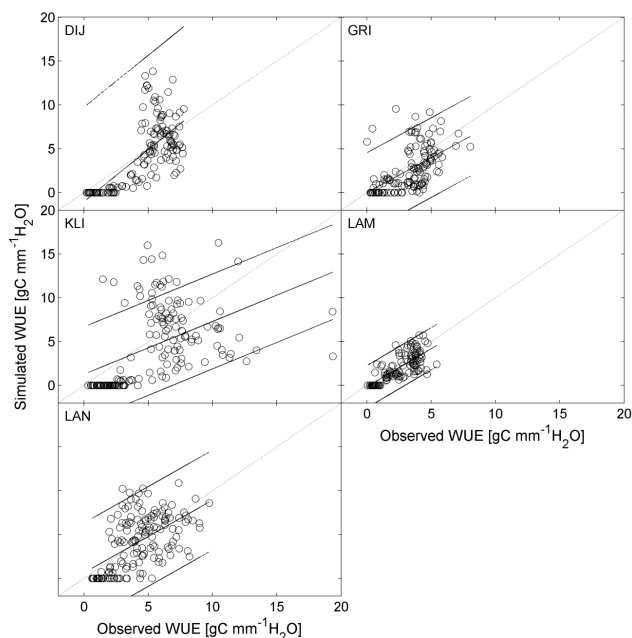 20
15
10
5
0
DIJ
GRI
20
15
10
5
0
KLI
LAM
LAN
Simulated WUE [gC mm⁻¹H₂O]
0 5 10 15 20
Observed WUE [gC mm⁻¹H₂O]
0 5 10 15 20
Observed WUE [gC mm⁻¹H₂O]